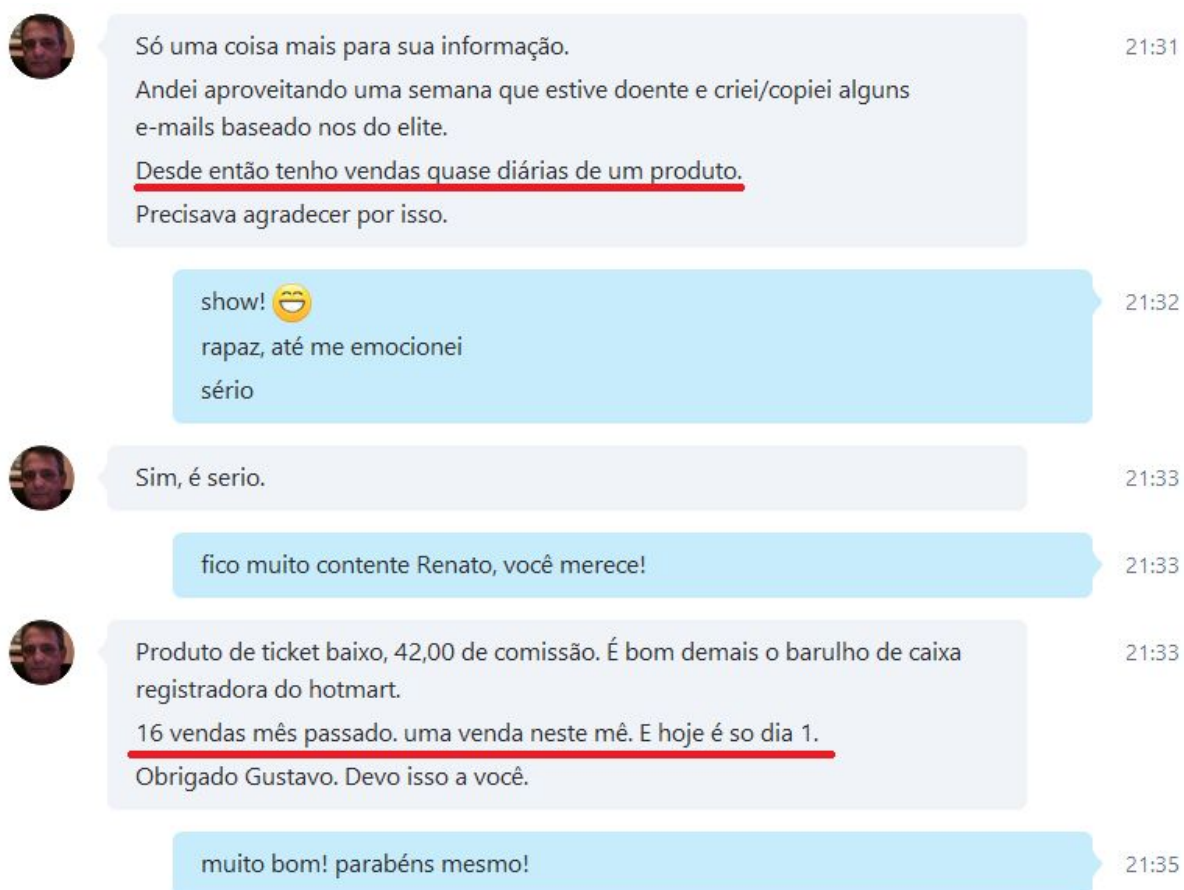 Só uma coisa mais para sua informação.
21:31
Andei aproveitando uma semana que estive doente e criei/copiei alguns
e-mails baseado nos do elite.
Desde então tenho vendas quase diárias de um produto.
Precisava agradecer por isso.
show!
21:32
rapaz, até me emocionei
sério
Sim, é serio.
21:33
fico muito contente Renato, você merece!
21:33
Produto de ticket baixo, 42,00 de comissão. É bom demais o barulho de caixa
21:33
registradora do hotmart.
16 vendas mês passado. uma venda neste mê. E hoje é so dia 1.
Obrigado Gustavo. Devo isso a você.
muito bom! parabéns mesmo!
21:35